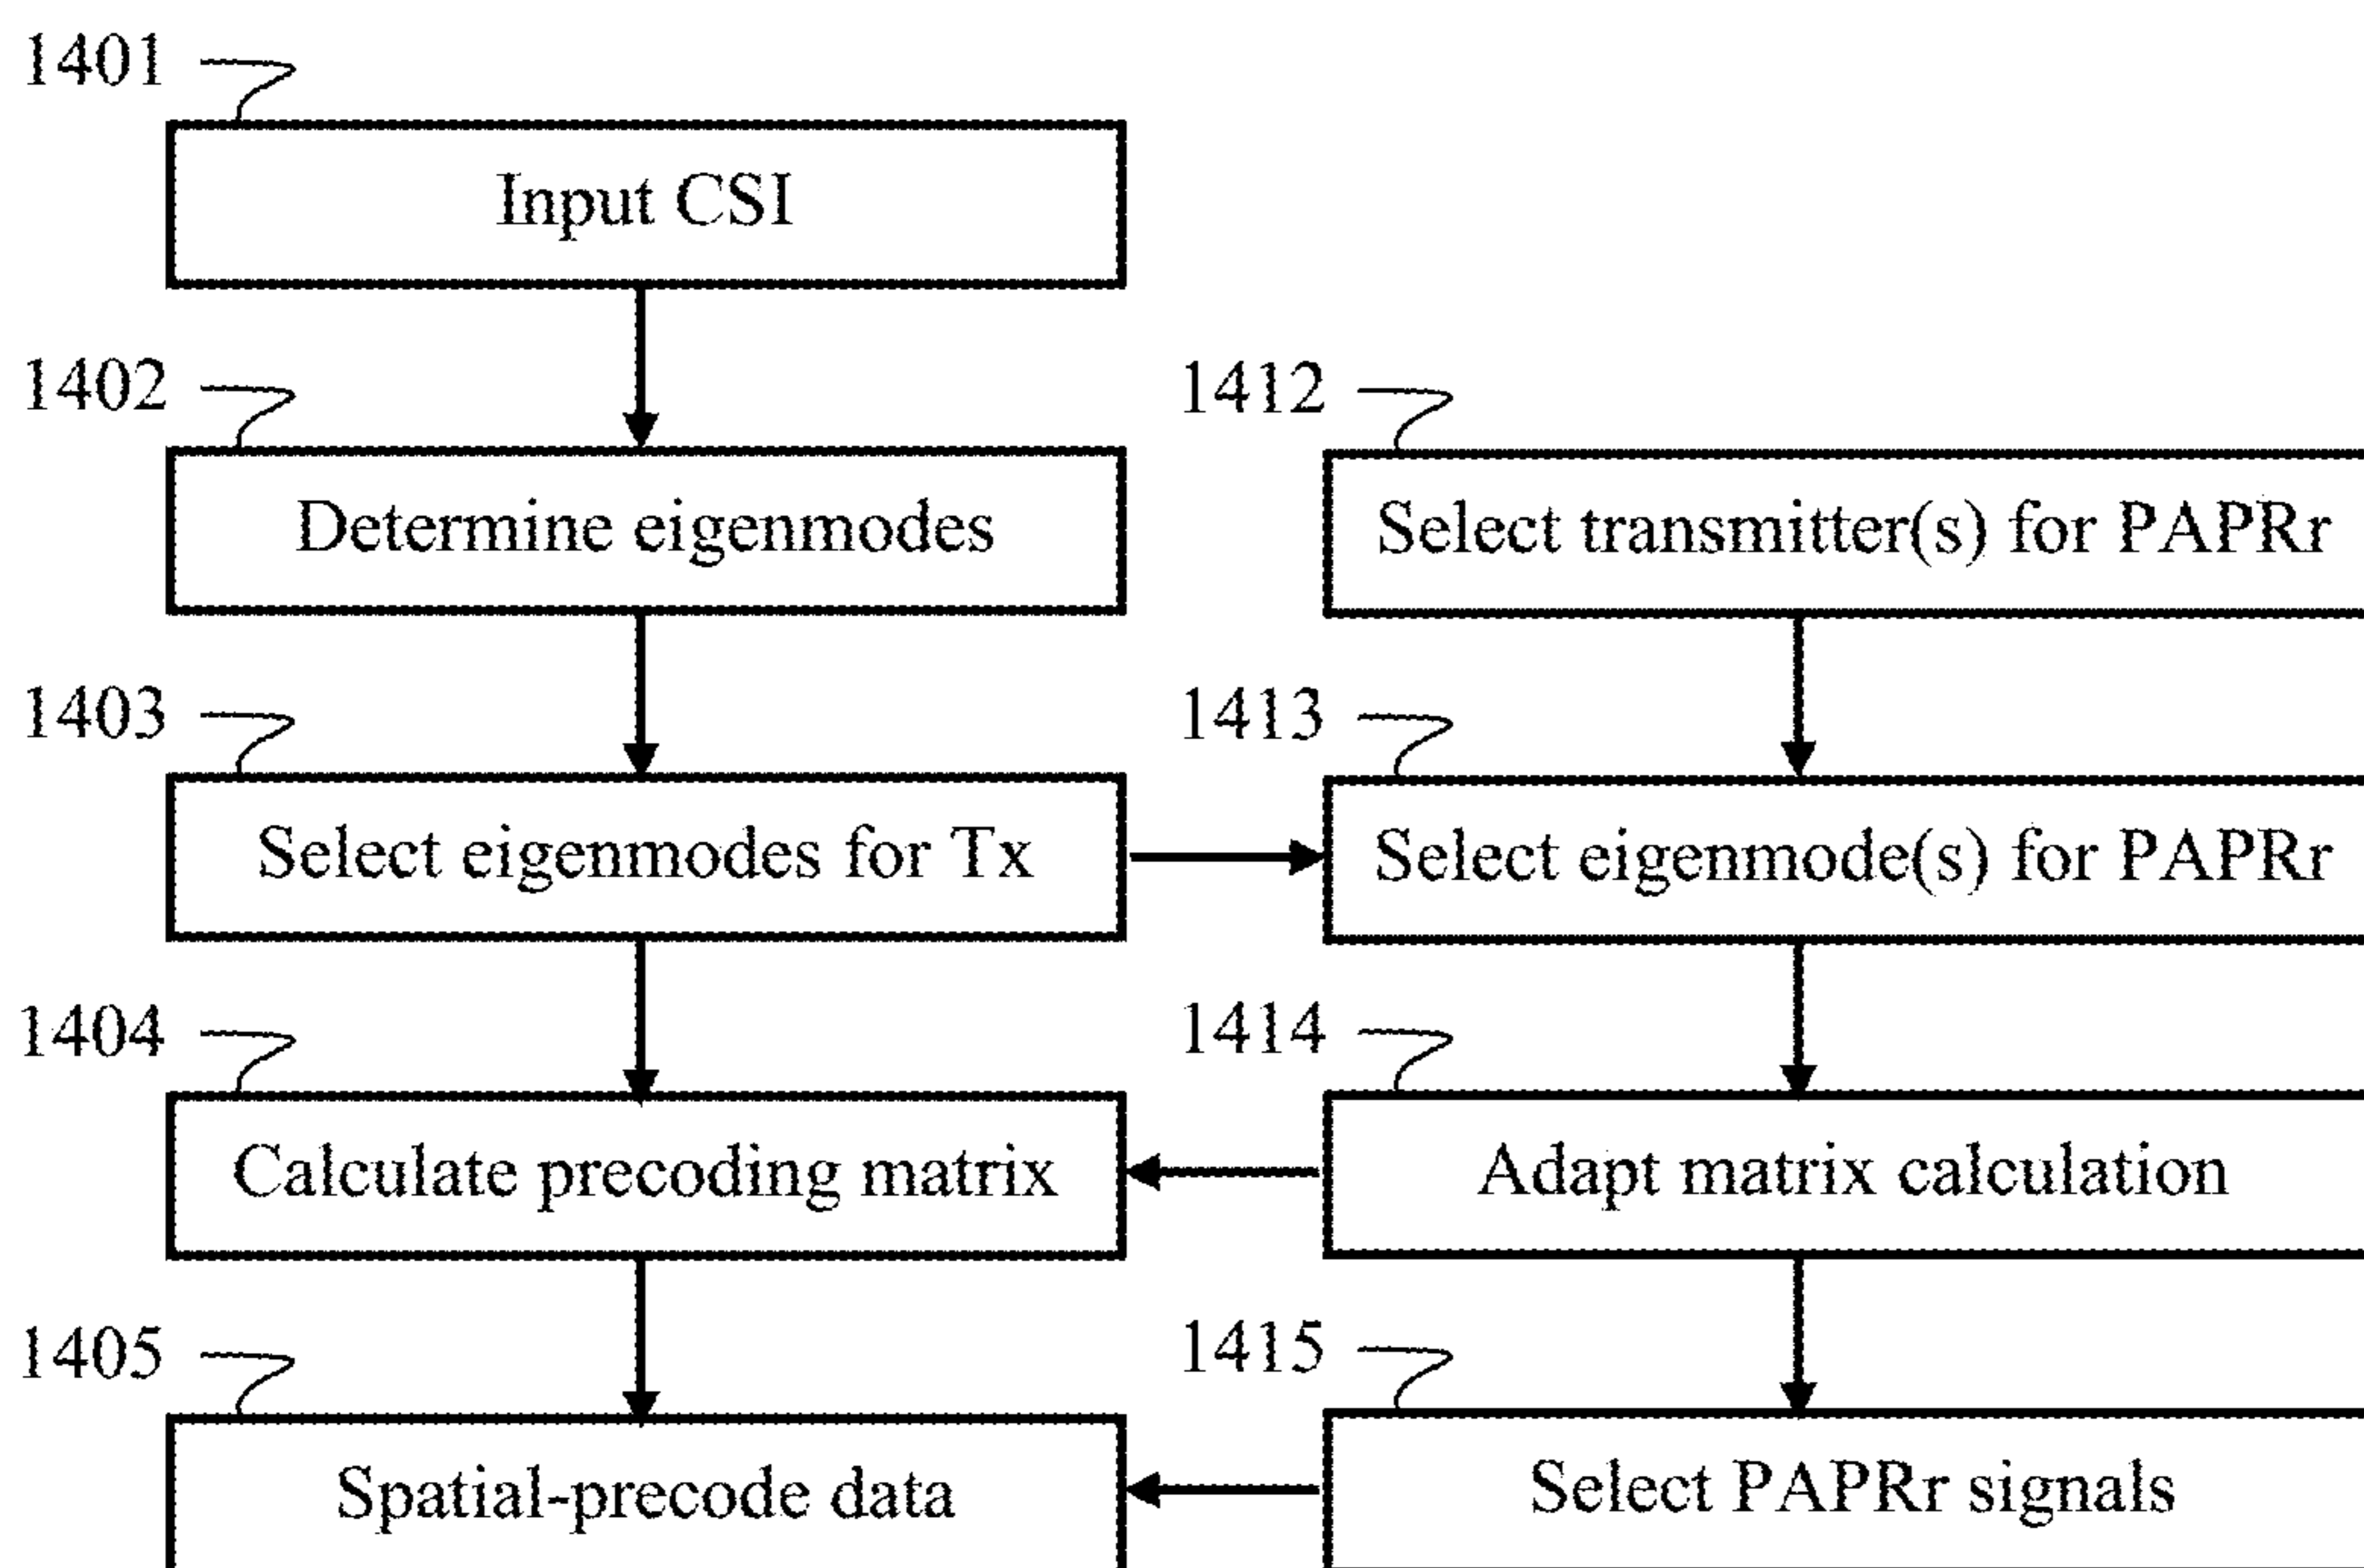 1401
Input CSI
1402
Determine eigenmodes
1412
Select transmitter(s) for PAPRr
1403
Select eigenmodes for Tx
1413
Select eigenmode(s) for PAPRr
1404
Calculate precoding matrix
1414
Adapt matrix calculation
1405
Spatial-precode data
1415
Select PAPRr signals